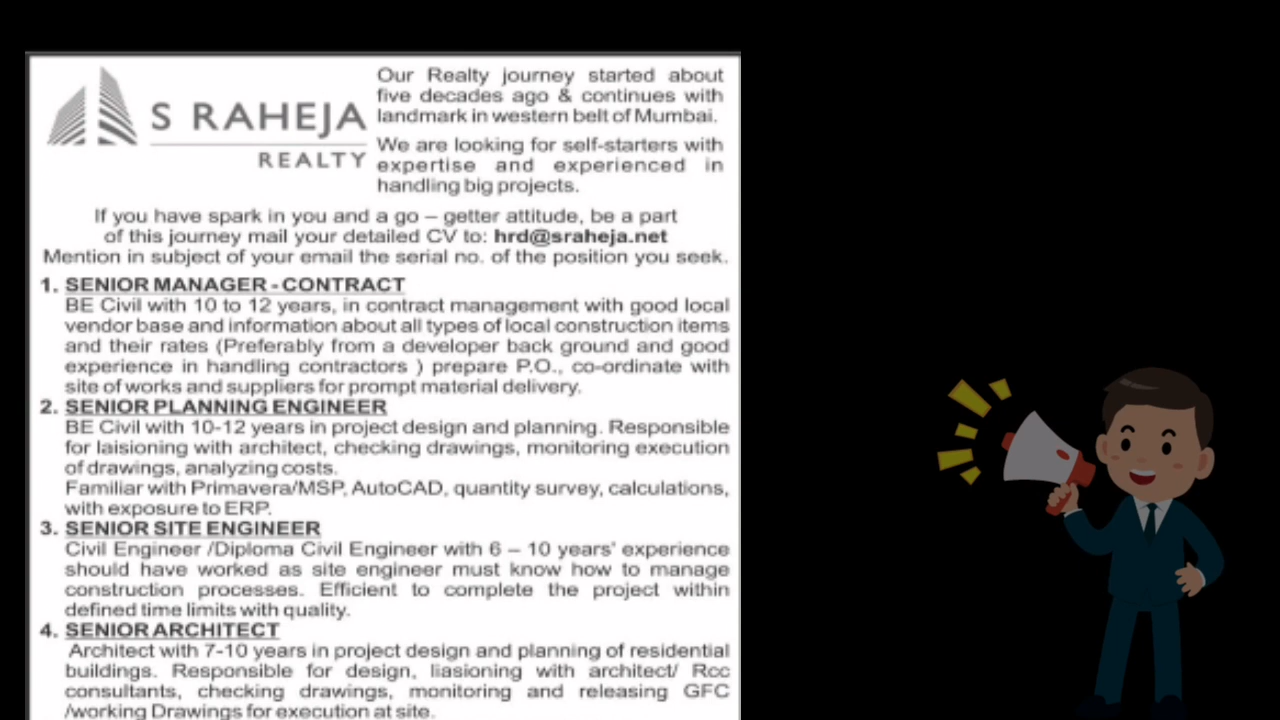 S RAHEJA
REALTY
Our Realty journey started about
five decades ago & continues with
landmark in western belt of Mumbai.
We are looking for self-starters with
expertise and experienced in
handling big projects.
If you have spark in you and a go – getter attitude, be a part
of this journey mail your detailed CV to: hrd@sraheja.net
Mention in subject of your email the serial no. of the position you seek.
1. SENIOR MANAGER - CONTRACT
BE Civil with 10 to 12 years, in contract management with good local
vendor base and information about all types of local construction items
and their rates (Preferably from a developer back ground and good
experience in handling contractors ) prepare P.O., co-ordinate with
site of works and suppliers for prompt material delivery.
2. SENIOR PLANNING ENGINEER
BE Civil with 10-12 years in project design and planning. Responsible
for laisioning with architect, checking drawings, monitoring execution
of drawings, analyzing costs.
Familiar with Primavera/MSP, AutoCAD, quantity survey, calculations,
with exposure to ERP.
3. SENIOR SITE ENGINEER
Civil Engineer /Diploma Civil Engineer with 6 – 10 years' experience
should have worked as site engineer must know how to manage
construction processes. Efficient to complete the project within
defined time limits with quality.
4. SENIOR ARCHITECT
Architect with 7-10 years in project design and planning of residential
buildings. Responsible for design, liasioning with architect/ Rcc
consultants, checking drawings, monitoring and releasing GFC
/working Drawings for execution at site.